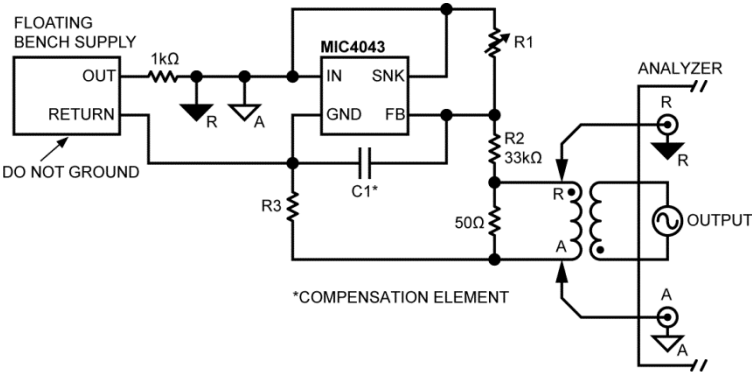 FLOATING
BENCH SUPPLY
OUT
RETURN
DO NOT GROUND
1kΩ
R
A
MIC4043
IN
SNK
GND
FB
C1*
R1
R2
33kΩ
R3
50Ω
R
A
*COMPENSATION ELEMENT
ANALYZER
R
R
OUTPUT
A
A